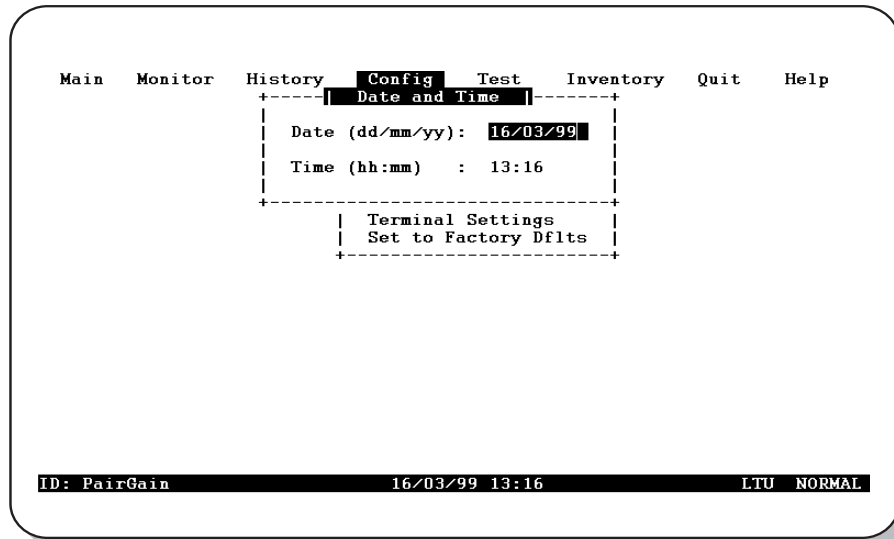 Main Monitor History Config Test Inventory Quit Help
Date and Time
Date (dd/mm/yy): 16/03/99
Time (hh:mm) : 13:16
Terminal Settings
Set to Factory Dflts
ID: PairGain 16/03/99 13:16 LTU NORMAL